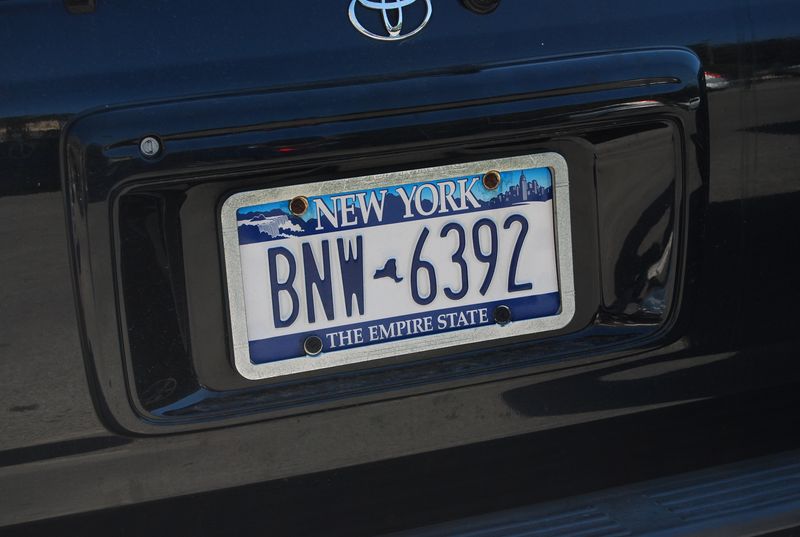 NEW YORK
BNW 6392
THE EMPIRE STATE